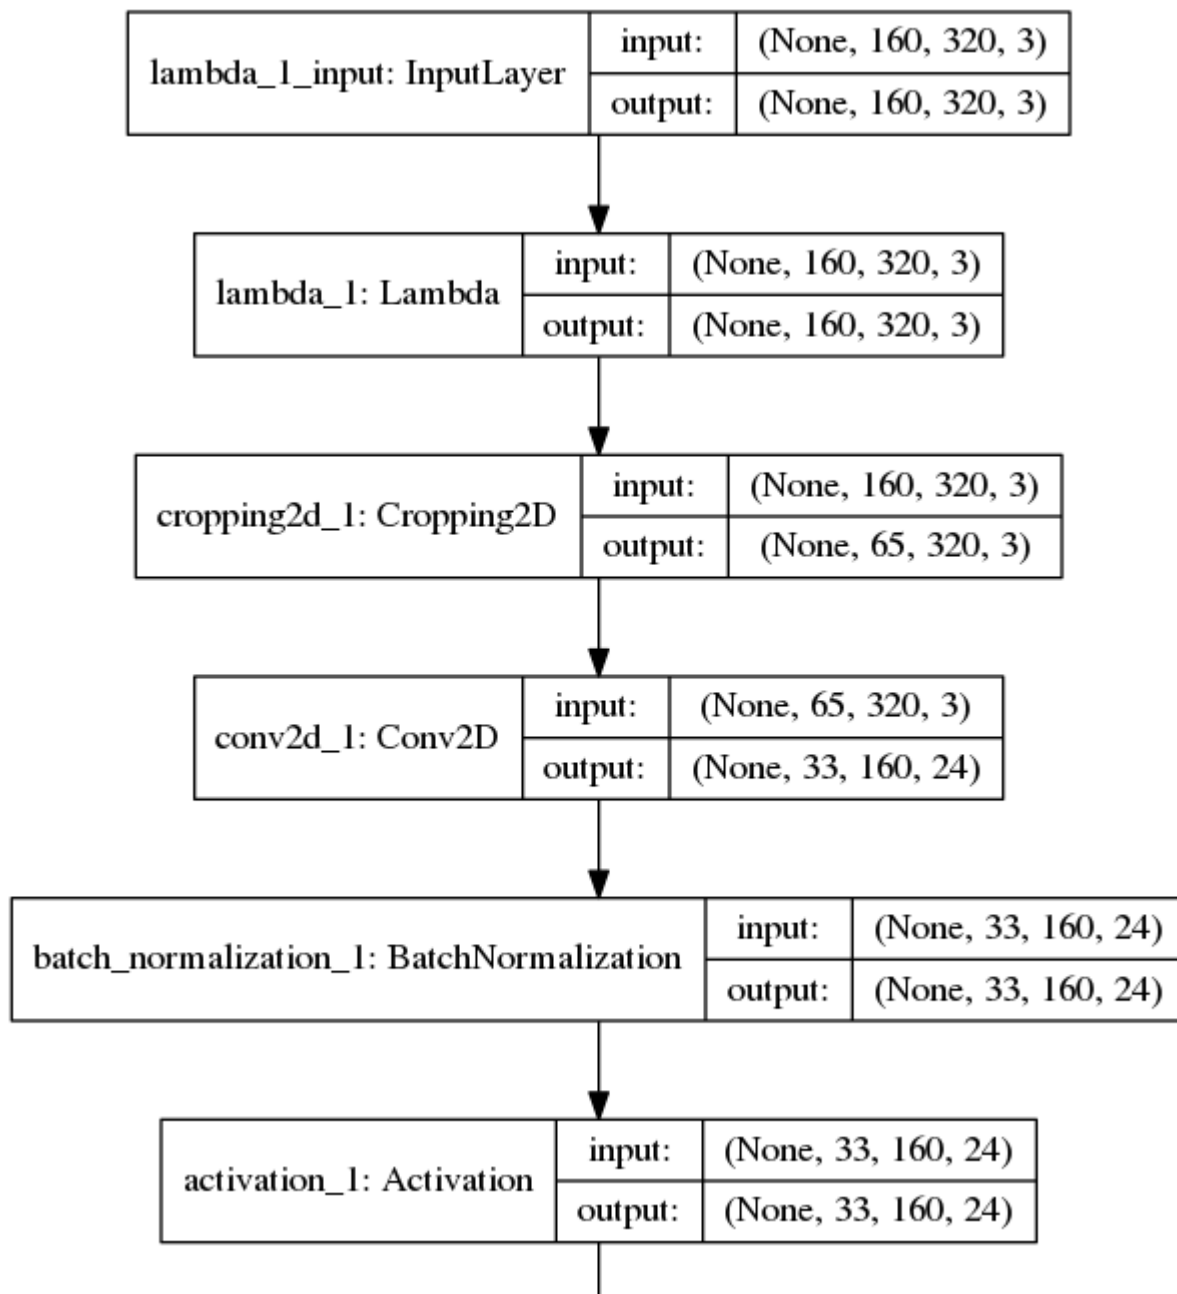 lambda_1_input: InputLayer
input:
(None, 160, 320, 3)
output:
(None, 160, 320, 3)
lambda_1: Lambda
input:
(None, 160, 320, 3)
output:
(None, 160, 320, 3)
cropping2d_1: Cropping2D
input:
(None, 160, 320, 3)
output:
(None, 65, 320, 3)
conv2d_1: Conv2D
input:
(None, 65, 320, 3)
output:
(None, 33, 160, 24)
batch_normalization_1: BatchNormalization
input:
(None, 33, 160, 24)
output:
(None, 33, 160, 24)
activation_1: Activation
input:
(None, 33, 160, 24)
output:
(None, 33, 160, 24)